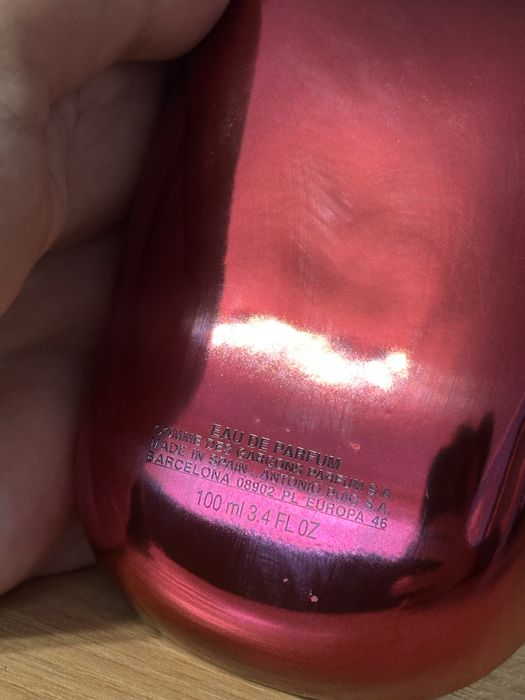 EAU DE PARFUM
COMME DES GARÇONS PARFUMS S.A.
MADE IN SPAIN - ANTONIO PUIG S.A.
BARCELONA 08902 PL EUROPA 46
100 ml 3.4 FL OZ